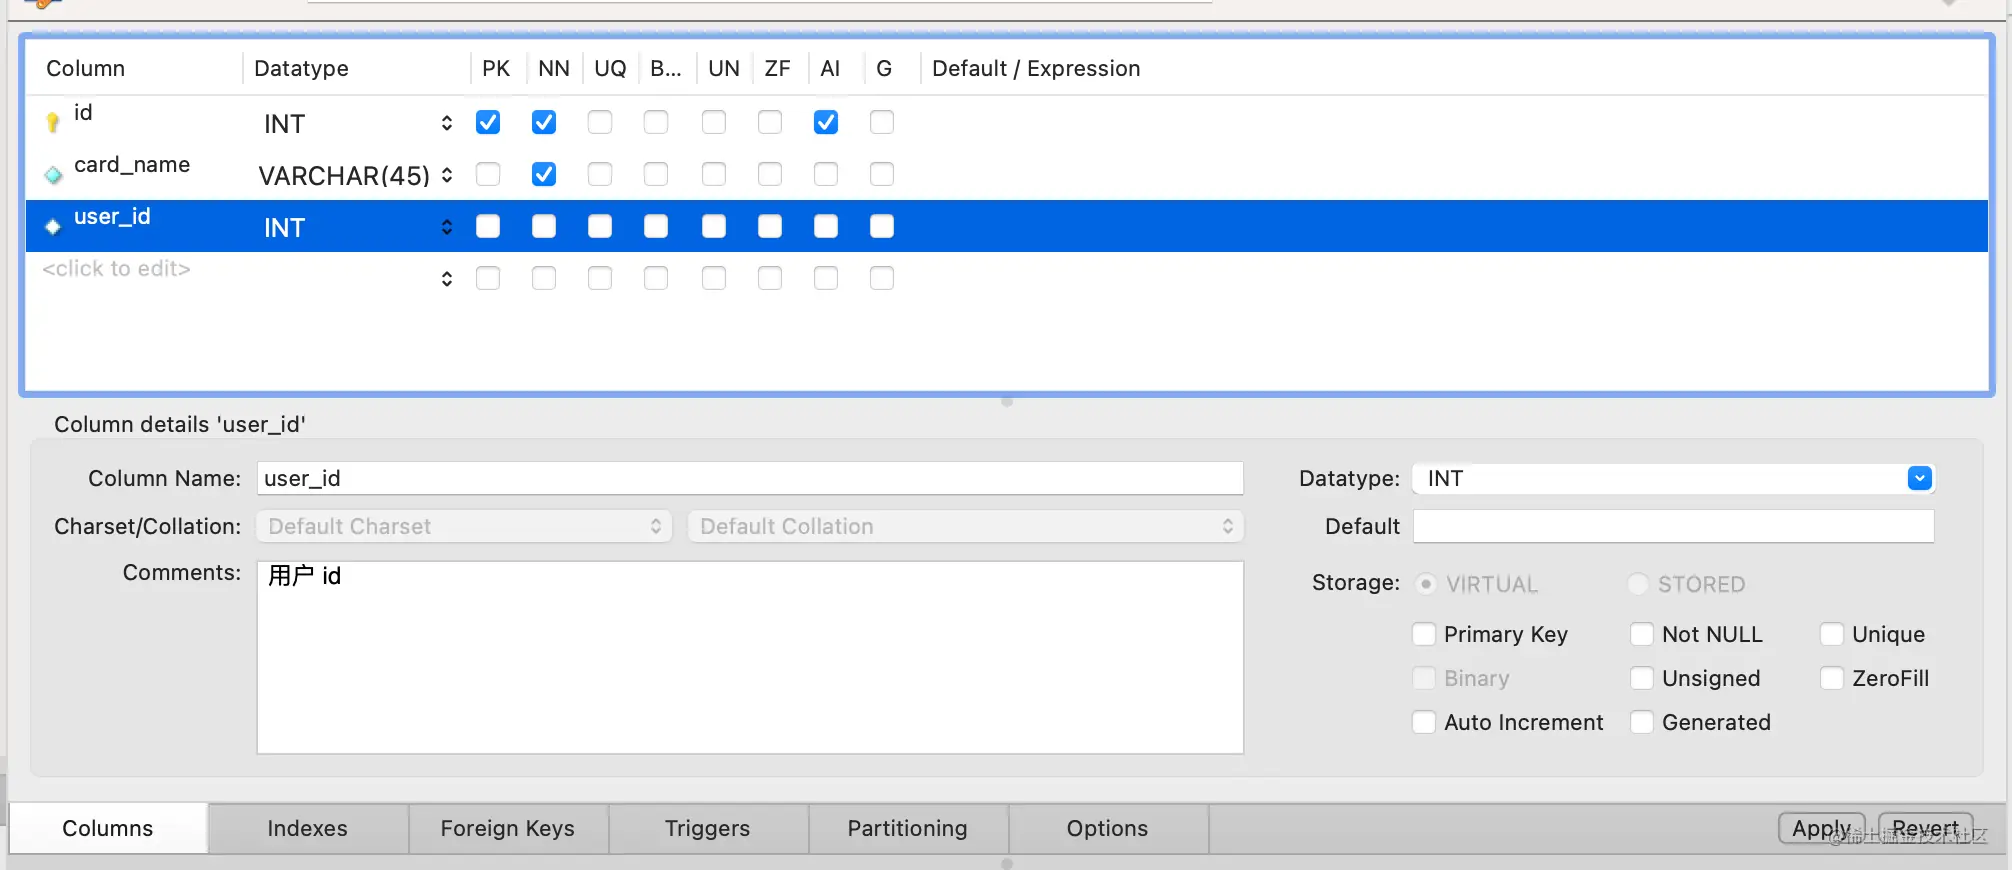 Column Datatype PK NN UQ B... UN ZF AI G Default / Expression
id INT
card_name VARCHAR(45)
user_id INT
<click to edit>
Column details 'user_id'
Column Name: user_id Datatype: INT
Charset/Collation: Default Charset Default Collation Default
Comments: 用户 id Storage: VIRTUAL STORED
Primary Key Not NULL Unique
Binary Unsigned ZeroFill
Auto Increment Generated
Columns Indexes Foreign Keys Triggers Partitioning Options Apply Revert
@稀土掘金技术社区